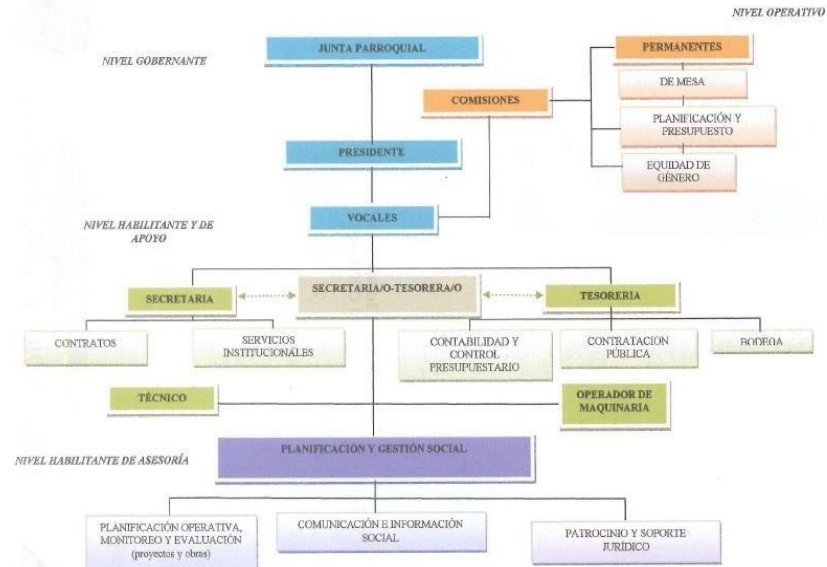 NIVEL OPERATIVO
JUNTA PARROQUIAL
PERMANENTES
NIVEL GOBERNANTE
DE MESA
COMISIONES
PLANIFICACIÓN Y
PRESUPUESTO
PRESIDENTE
EQUIDAD DE
GÉNERO
VOCALES
NIVEL HABILITANTE Y DE
APOYO
SECRETARIA/O-TESORERA/O
SECRETARIA
TESORERIA
CONTRATOS
SERVICIOS
INSTITUCIONALES
CONTABILIDAD Y
CONTROL
PRESUPUESTARIO
CONTRATACION
PÚBLICA
BODEGA
TÉCNICO
OPERADOR DE
MAQUINARIA
PLANIFICACIÓN Y GESTIÓN SOCIAL
NIVEL HABILITANTE DE ASESORÍA
PLANIFICACIÓN OPERATIVA,
MONITOREO Y EVALUACIÓN
(proyectos y obras)
COMUNICACIÓN E INFORMACIÓN
SOCIAL
PATROCINIO Y SOPORTE
JURÍDICO